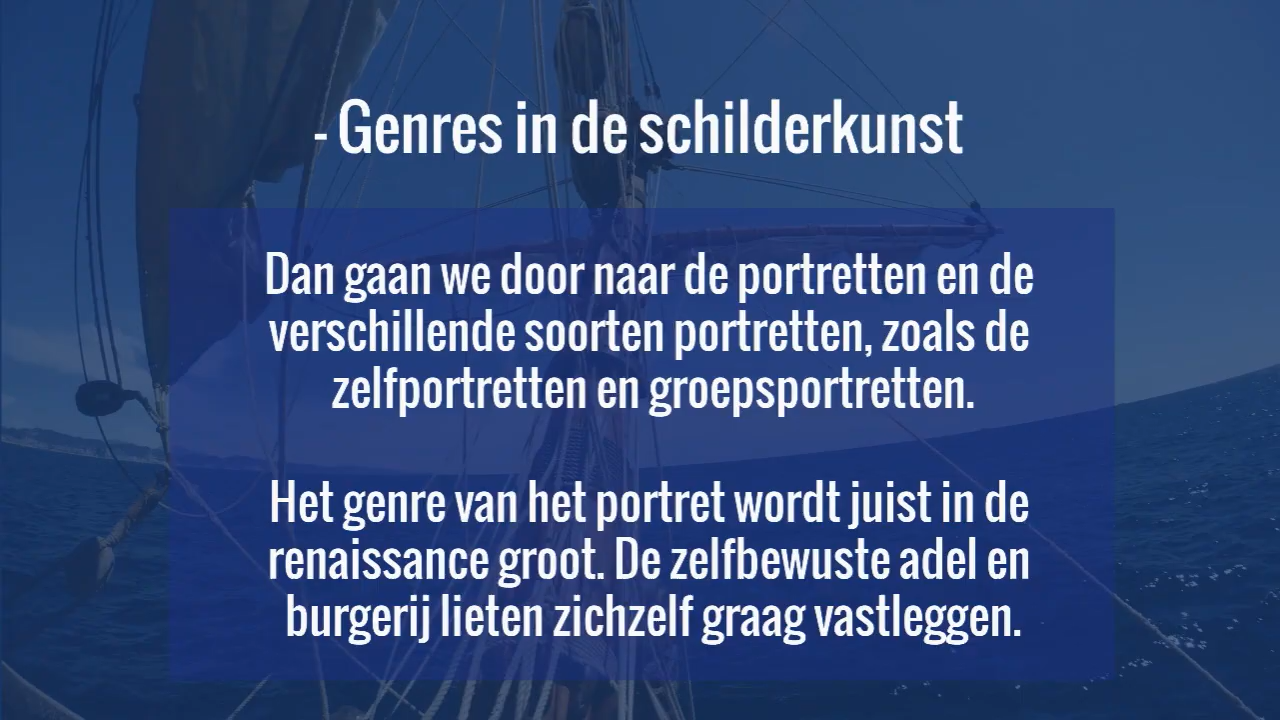 - Genres in de schilderkunst
Dan gaan we door naar de portretten en de
verschillende soorten portretten, zoals de
zelfportretten en groepsportretten.
Het genre van het portret wordt juist in de
renaissance groot. De zelfbewuste adel en
burgerij lieten zichzelf graag vastleggen.